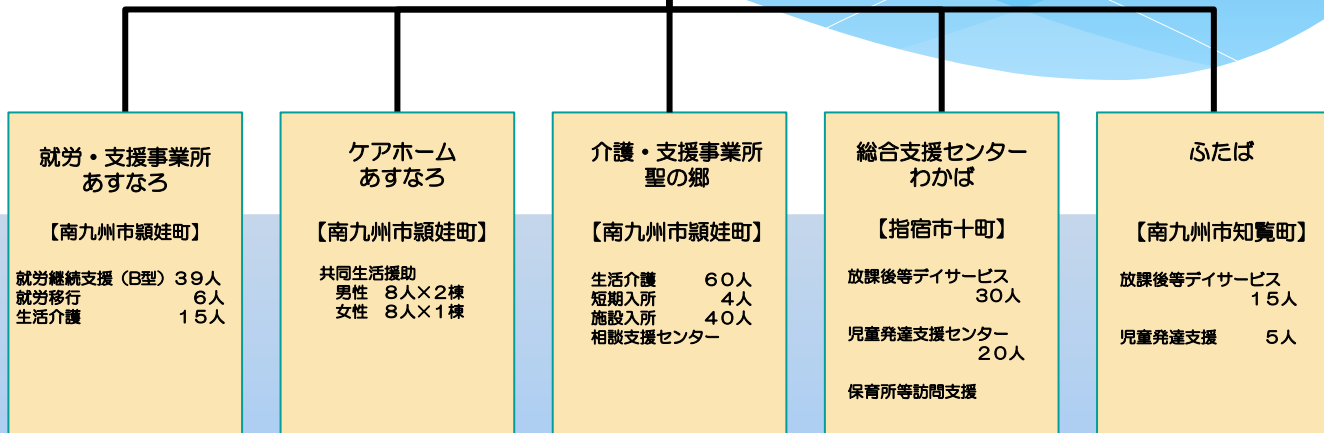 就労・支援事業所
あすなろ
【南九州市頴娃町】
就労継続支援（B型）３９人
就労移行　６人
生活介護　１５人
ケアホーム
あすなろ
【南九州市頴娃町】
共同生活援助
男性　８人×２棟
女性　８人×１棟
介護・支援事業所
聖の郷
【南九州市頴娃町】
生活介護　６０人
短期入所　４人
施設入所　４０人
相談支援センター
総合支援センター
わかば
【指宿市十町】
放課後等デイサービス
３０人
児童発達支援センター
２０人
保育所等訪問支援
ふたば
【南九州市知覧町】
放課後等デイサービス
１５人
児童発達支援　５人